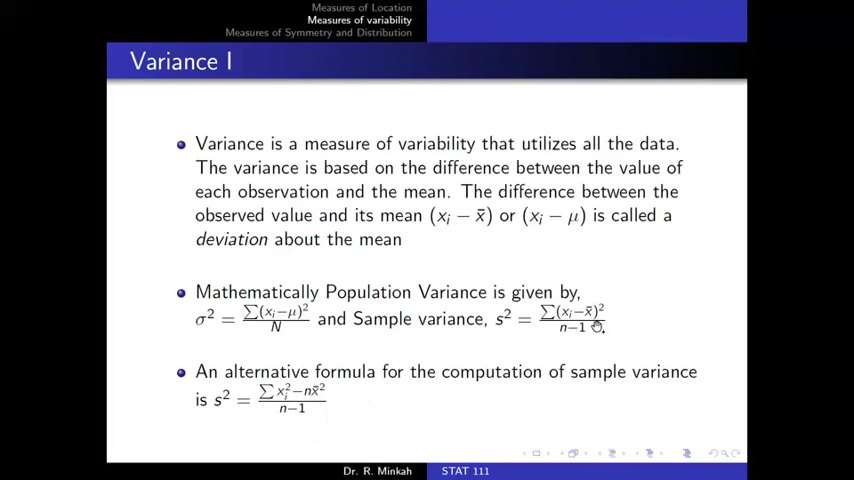 Measures of Location
Measures of variability
Measures of Symmetry and Distribution
Variance I
Variance is a measure of variability that utilizes all the data.
The variance is based on the difference between the value of
each observation and the mean. The difference between the
observed value and its mean (xᵢ − x̄) or (xᵢ − μ) is called a
deviation about the mean
Mathematically Population Variance is given by,
σ² = ∑(xᵢ−μ)²/N and Sample variance, s² = ∑(xᵢ−x̄)²/n−1.
An alternative formula for the computation of sample variance
is s² = ∑xᵢ²−nx̄²/n−1
Dr. R. Minkah STAT 111